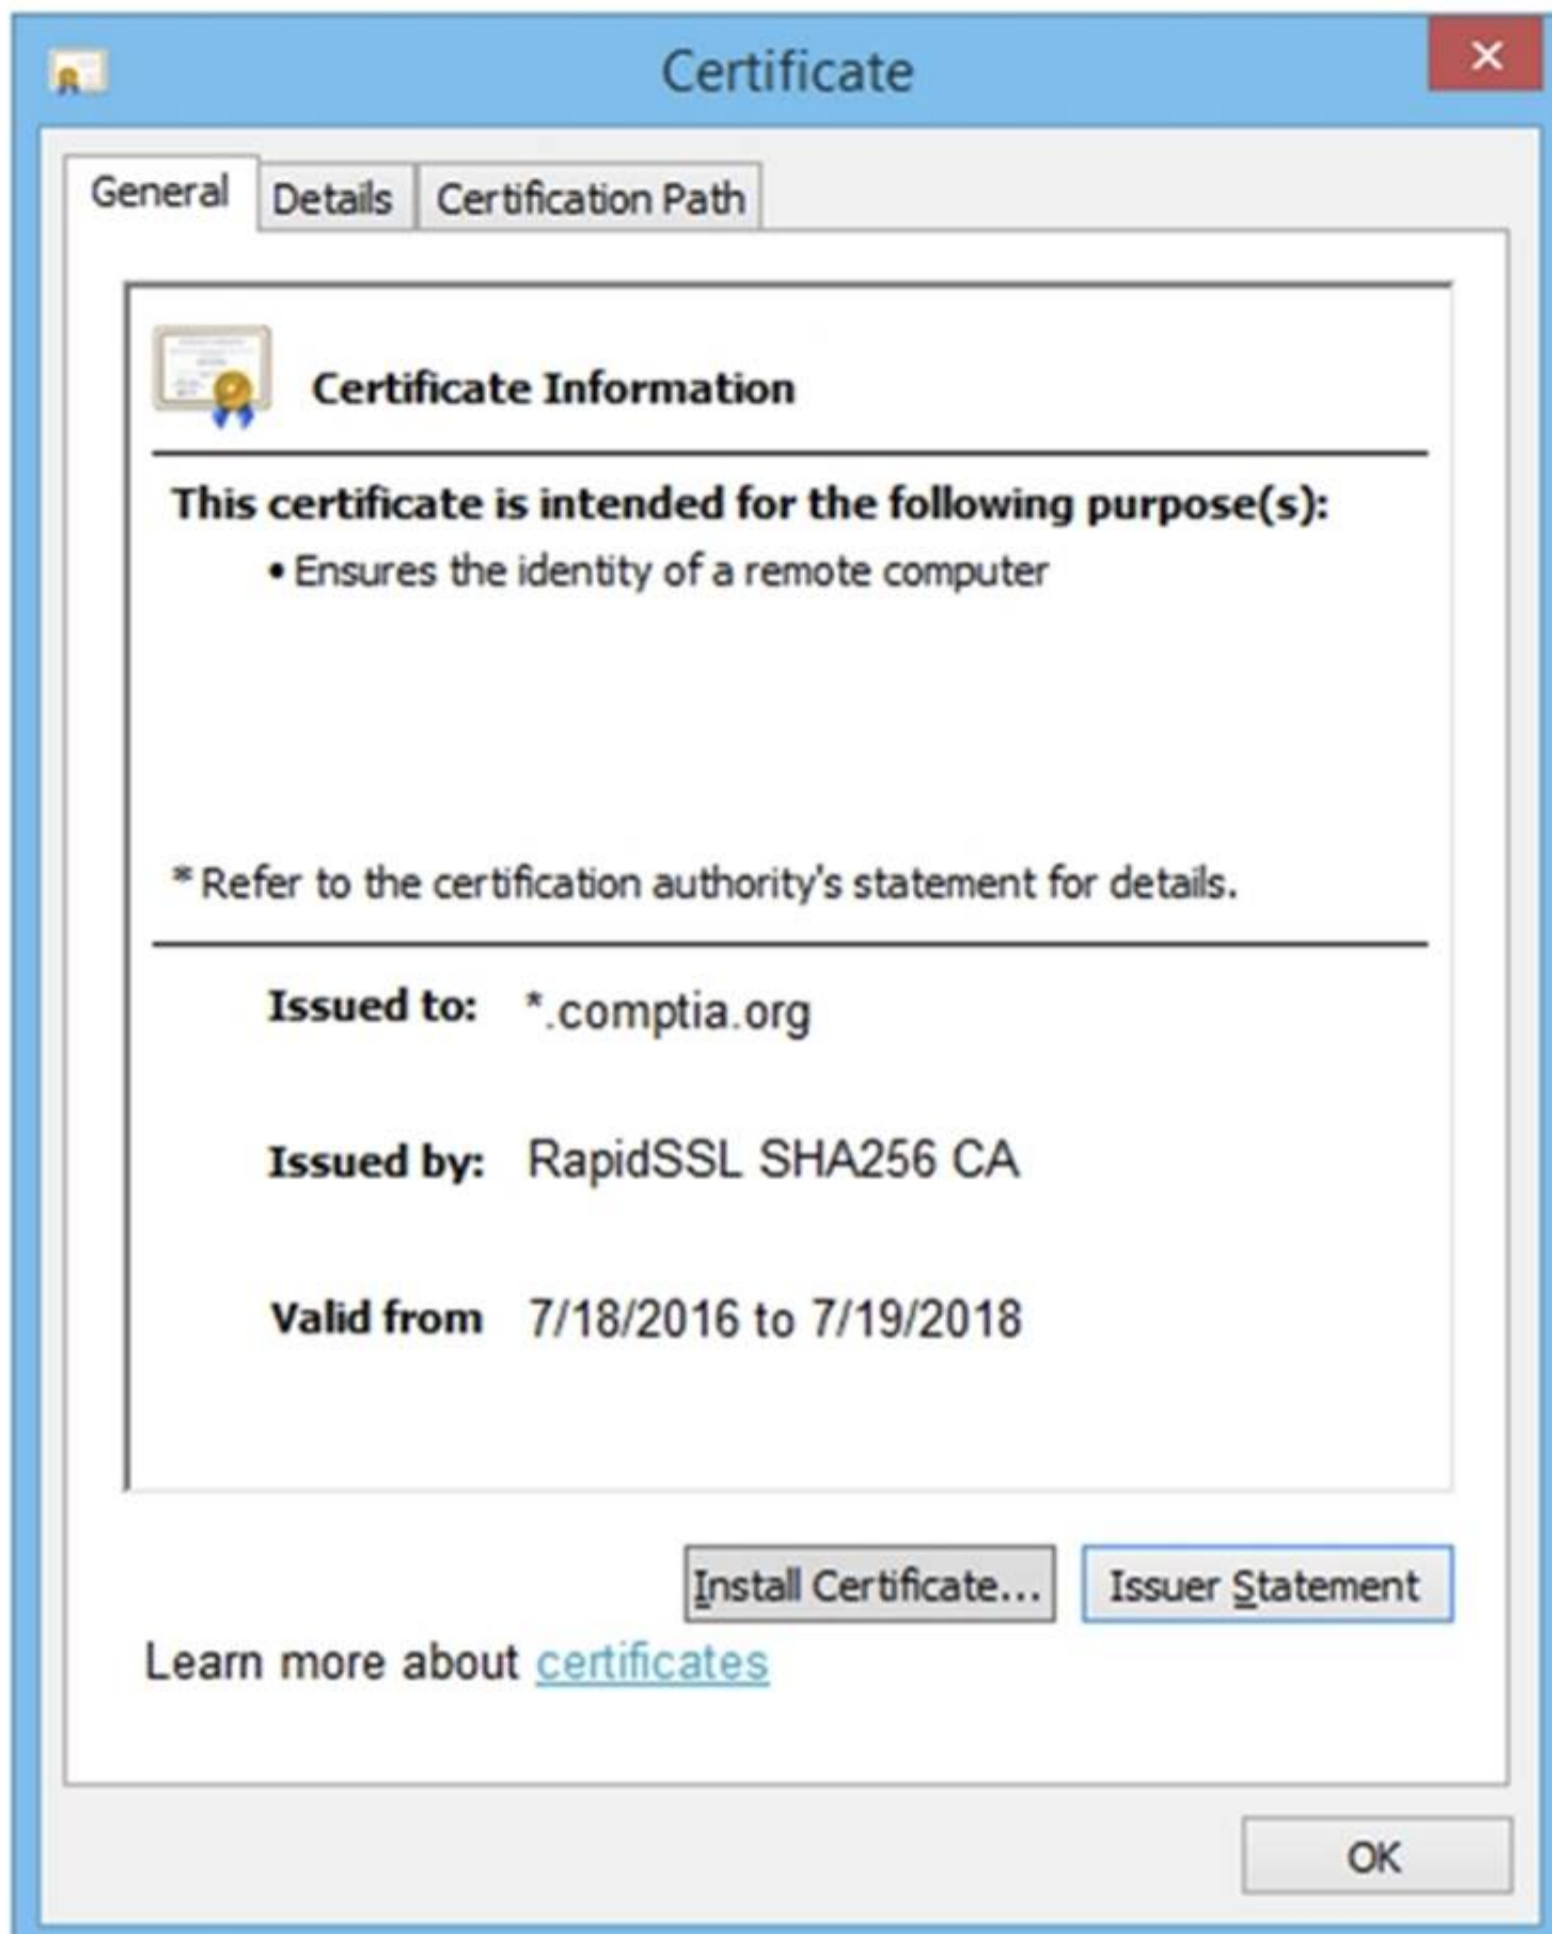 Certificate
General Details Certification Path
Certificate Information
This certificate is intended for the following purpose(s):
• Ensures the identity of a remote computer
* Refer to the certification authority's statement for details.
Issued to: *.comptia.org
Issued by: RapidSSL SHA256 CA
Valid from 7/18/2016 to 7/19/2018
Install Certificate... Issuer Statement
Learn more about certificates
OK